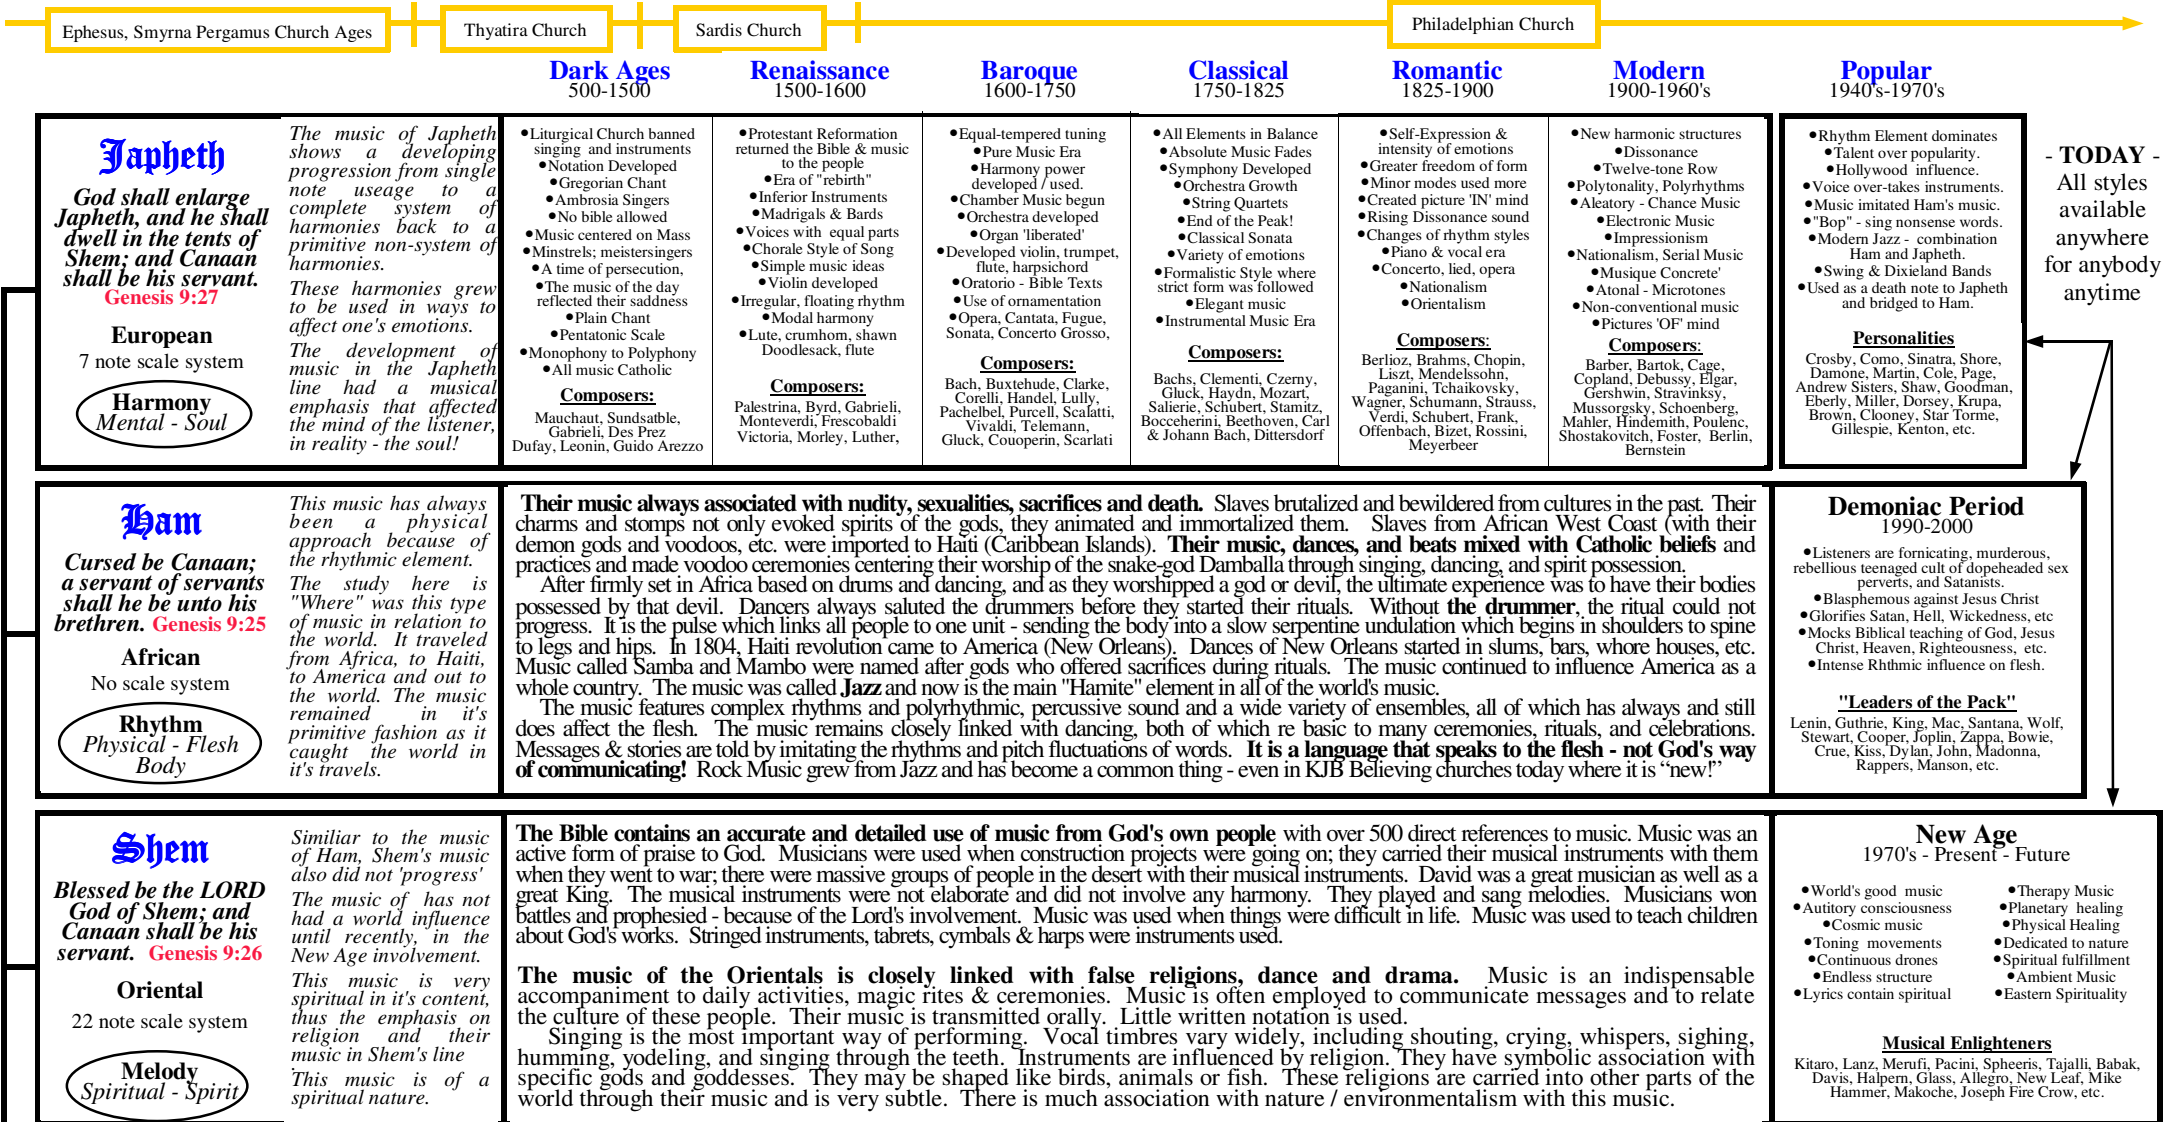 Ephesus, Smyrna Pergamus Church Ages
Thyatira Church
Sardis Church
Philadelphian Church
Dark Ages
500-1500
Renaissance
1500-1600
Baroque
1600-1750
Classical
1750-1825
Romantic
1825-1900
Modern
1900-1960's
Popular
1940's-1970's
Japheth
God shall enlarge
Japheth, and he shall
dwell in the tents of
Shem; and Canaan
shall be his servant.
Genesis 9:27
European
7 note scale system
Harmony
Mental - Soul
The music of Japheth
shows a developing
progression from single
note useage to a
complete system of
harmonies back to a
primitive non-system of
harmonies.
These harmonies grew
to be used in ways to
affect one's emotions.
The development of
music in the Japheth
line had a musical
emphasis that affected
the mind of the listener,
in reality - the soul!
●Liturgical Church banned
singing and instruments
●Notation Developed
●Gregorian Chant
●Ambrosia Singers
●No bible allowed
●Music centered on Mass
●Minstrels; meistersingers
●A time of persecution,
●The music of the day
reflected their saddness
●Plain Chant
●Pentatonic Scale
●Monophony to Polyphony
●All music Catholic
Composers:
Mauchaut, Sundsatble,
Gabrieli, Des Prez
Dufay, Leonin, Guido Arezzo
●Protestant Reformation
returned the Bible & music
to the people
●Era of "rebirth"
●Inferior Instruments
●Madrigals & Bards
●Voices with equal parts
●Chorale Style of Song
●Simple music ideas
●Violin developed
●Irregular, floating rhythm
●Modal harmony
●Lute, crumhorn, shawn
Doodlesack, flute
Composers:
Palestrina, Byrd, Gabrieli,
Monteverdi, Frescobaldi
Victoria, Morley, Luther,
●Equal-tempered tuning
●Pure Music Era
●Harmony power
developed / used.
●Chamber Music begun
●Orchestra developed
●Organ 'liberated'
●Developed violin, trumpet,
flute, harpsichord
●Oratorio - Bible Texts
●Use of ornamentation
●Opera, Cantata, Fugue,
Sonata, Concerto Grosso,
Composers:
Bach, Buxtehude, Clarke,
Corelli, Handel, Lully,
Pachelbel, Purcell, Scalatti,
Vivaldi, Telemann,
Gluck, Couoperin, Scarlati
●All Elements in Balance
●Absolute Music Fades
●Symphony Developed
●Orchestra Growth
●String Quartets
●End of the Peak!
●Classical Sonata
●Variety of emotions
●Formalistic Style where
strict form was followed
●Elegant music
●Instrumental Music Era
Composers:
Bachs, Clementi, Czerny,
Gluck, Haydn, Mozart,
Salierie, Schubert, Stamitz,
Bocceherini, Beethoven, Carl
& Johann Bach, Dittersdorf
●Self-Expression &
intensity of emotions
●Greater freedom of form
●Minor modes used more
●Created picture 'IN' mind
●Rising Dissonance sound
●Changes of rhythm styles
●Piano & vocal era
●Concerto, lied, opera
●Nationalism
●Orientalism
Composers:
Berlioz, Brahms, Chopin,
Liszt, Mendelssohn,
Paganini, Tchaikovsky,
Wagner, Schumann, Strauss,
Verdi, Schubert, Frank,
Offenbach, Bizet, Rossini,
Meyerbeer
●New harmonic structures
●Dissonance
●Twelve-tone Row
●Polytonality, Polyrhythms
●Aleatory - Chance Music
●Electronic Music
●Impressionism
●Nationalism, Serial Music
●Musique Concrete'
●Atonal - Microtones
●Non-conventional music
●Pictures 'OF' mind
Composers:
Barber, Bartok, Cage,
Copland, Debussy, Elgar,
Gershwin, Stravinksy,
Mussorgsky, Schoenberg,
Mahler, Hindemith, Poulenc,
Shostakovitch, Foster, Berlin,
Bernstein
●Rhythm Element dominates
●Talent over popularity.
●Hollywood influence.
●Voice over-takes instruments.
●Music imitated Ham's music.
●"Bop" - sing nonsense words.
●Modern Jazz - combination
Ham and Japheth.
●Swing & Dixieland Bands
●Used as a death note to Japheth
and bridged to Ham.
Personalities
Crosby, Como, Sinatra, Shore,
Damone, Martin, Cole, Page,
Andrew Sisters, Shaw, Goodman,
Eberly, Miller, Dorsey, Krupa,
Brown, Clooney, Star Torme,
Gillespie, Kenton, etc.
- TODAY -
All styles
available
anywhere
for anybody
anytime
Ham
Cursed be Canaan;
a servant of servants
shall he be unto his
brethren. Genesis 9:25
African
No scale system
Rhythm
Physical - Flesh
Body
This music has always
been a physical
approach because of
the rhythmic element.
The study here is
"Where" was this type
of music in relation to
the world. It traveled
from Africa, to Haiti,
to America and out to
the world. The music
remained in it's
primitive fashion as it
caught the world in
it's travels.
Their music always associated with nudity, sexualities, sacrifices and death. Slaves brutalized and bewildered from cultures in the past. Their
charms and stomps not only evoked spirits of the gods, they animated and immortalized them. Slaves from African West Coast (with their
demon gods and voodoos, etc. were imported to Haiti (Caribbean Islands). Their music, dances, and beats mixed with Catholic beliefs and
practices and made voodoo ceremonies centering their worship of the snake-god Damballa through singing, dancing, and spirit possession.
After firmly set in Africa based on drums and dancing, and as they worshipped a god or devil, the ultimate experience was to have their bodies
possessed by that devil. Dancers always saluted the drummers before they started their rituals. Without the drummer, the ritual could not
progress. It is the pulse which links all people to one unit - sending the body into a slow serpentine undulation which begins in shoulders to spine
to legs and hips. In 1804, Haiti revolution came to America (New Orleans). Dances of New Orleans started in slums, bars, whore houses, etc.
Music called Samba and Mambo were named after gods who offered sacrifices during rituals. The music continued to influence America as a
whole country. The music was called Jazz and now is the main "Hamite" element in all of the world's music.
The music features complex rhythms and polyrhythmic, percussive sound and a wide variety of ensembles, all of which has always and still
does affect the flesh. The music remains closely linked with dancing, both of which re basic to many ceremonies, rituals, and celebrations.
Messages & stories are told by imitating the rhythms and pitch fluctuations of words. It is a language that speaks to the flesh - not God's way
of communicating! Rock Music grew from Jazz and has become a common thing - even in KJB Believing churches today where it is “new!”
Demoniac Period
1990-2000
●Listeners are fornicating, murderous,
rebellious teenaged cult of dopeheaded sex
perverts, and Satanists.
●Blasphemous against Jesus Christ
●Glorifies Satan, Hell, Wickedness, etc
●Mocks Biblical teaching of God, Jesus
Christ, Heaven, Righteousness, etc.
●Intense Rhthmic influence on flesh.
"Leaders of the Pack"
Lenin, Guthrie, King, Mac, Santana, Wolf,
Stewart, Cooper, Joplin, Zappa, Bowie,
Crue, Kiss, Dylan, John, Madonna,
Rappers, Manson, etc.
Shem
Blessed be the LORD
God of Shem; and
Canaan shall be his
servant. Genesis 9:26
Oriental
22 note scale system
Melody
Spiritual - Spirit
Similiar to the music
of Ham, Shem's music
also did not 'progress'
The music of has not
had a world influence
until recently, in the
New Age involvement.
This music is very
spiritual in it's content,
thus the emphasis on
religion and their
music in Shem's line
.
This music is of a
spiritual nature.
The Bible contains an accurate and detailed use of music from God's own people with over 500 direct references to music. Music was an
active form of praise to God. Musicians were used when construction projects were going on; they carried their musical instruments with them
when they went to war; there were massive groups of people in the desert with their musical instruments. David was a great musician as well as a
great King. The musical instruments were not elaborate and did not involve any harmony. They played and sang melodies. Musicians won
battles and prophesied - because of the Lord's involvement. Music was used when things were difficult in life. Music was used to teach children
about God's works. Stringed instruments, tabrets, cymbals & harps were instruments used.
The music of the Orientals is closely linked with false religions, dance and drama. Music is an indispensable
accompaniment to daily activities, magic rites & ceremonies. Music is often employed to communicate messages and to relate
the culture of these people. Their music is transmitted orally. Little written notation is used.
Singing is the most important way of performing. Vocal timbres vary widely, including shouting, crying, whispers, sighing,
humming, yodeling, and singing through the teeth. Instruments are influenced by religion. They have symbolic association with
specific gods and goddesses. They may be shaped like birds, animals or fish. These religions are carried into other parts of the
world through their music and is very subtle. There is much association with nature / environmentalism with this music.
New Age
1970's - Present - Future
●World's good music
●Autitory consciousness
●Cosmic music
●Toning movements
●Continuous drones
●Endless structure
●Lyrics contain spiritual
●Therapy Music
●Planetary healing
●Physical Healing
●Dedicated to nature
●Spiritual fulfillment
●Ambient Music
●Eastern Spirituality
Musical Enlighteners
Kitaro, Lanz, Merufi, Pacini, Spheeris, Tajalli, Babak,
Davis, Halpern, Glass, Allegro, New Leaf, Mike
Hammer, Makoche, Joseph Fire Crow, etc.